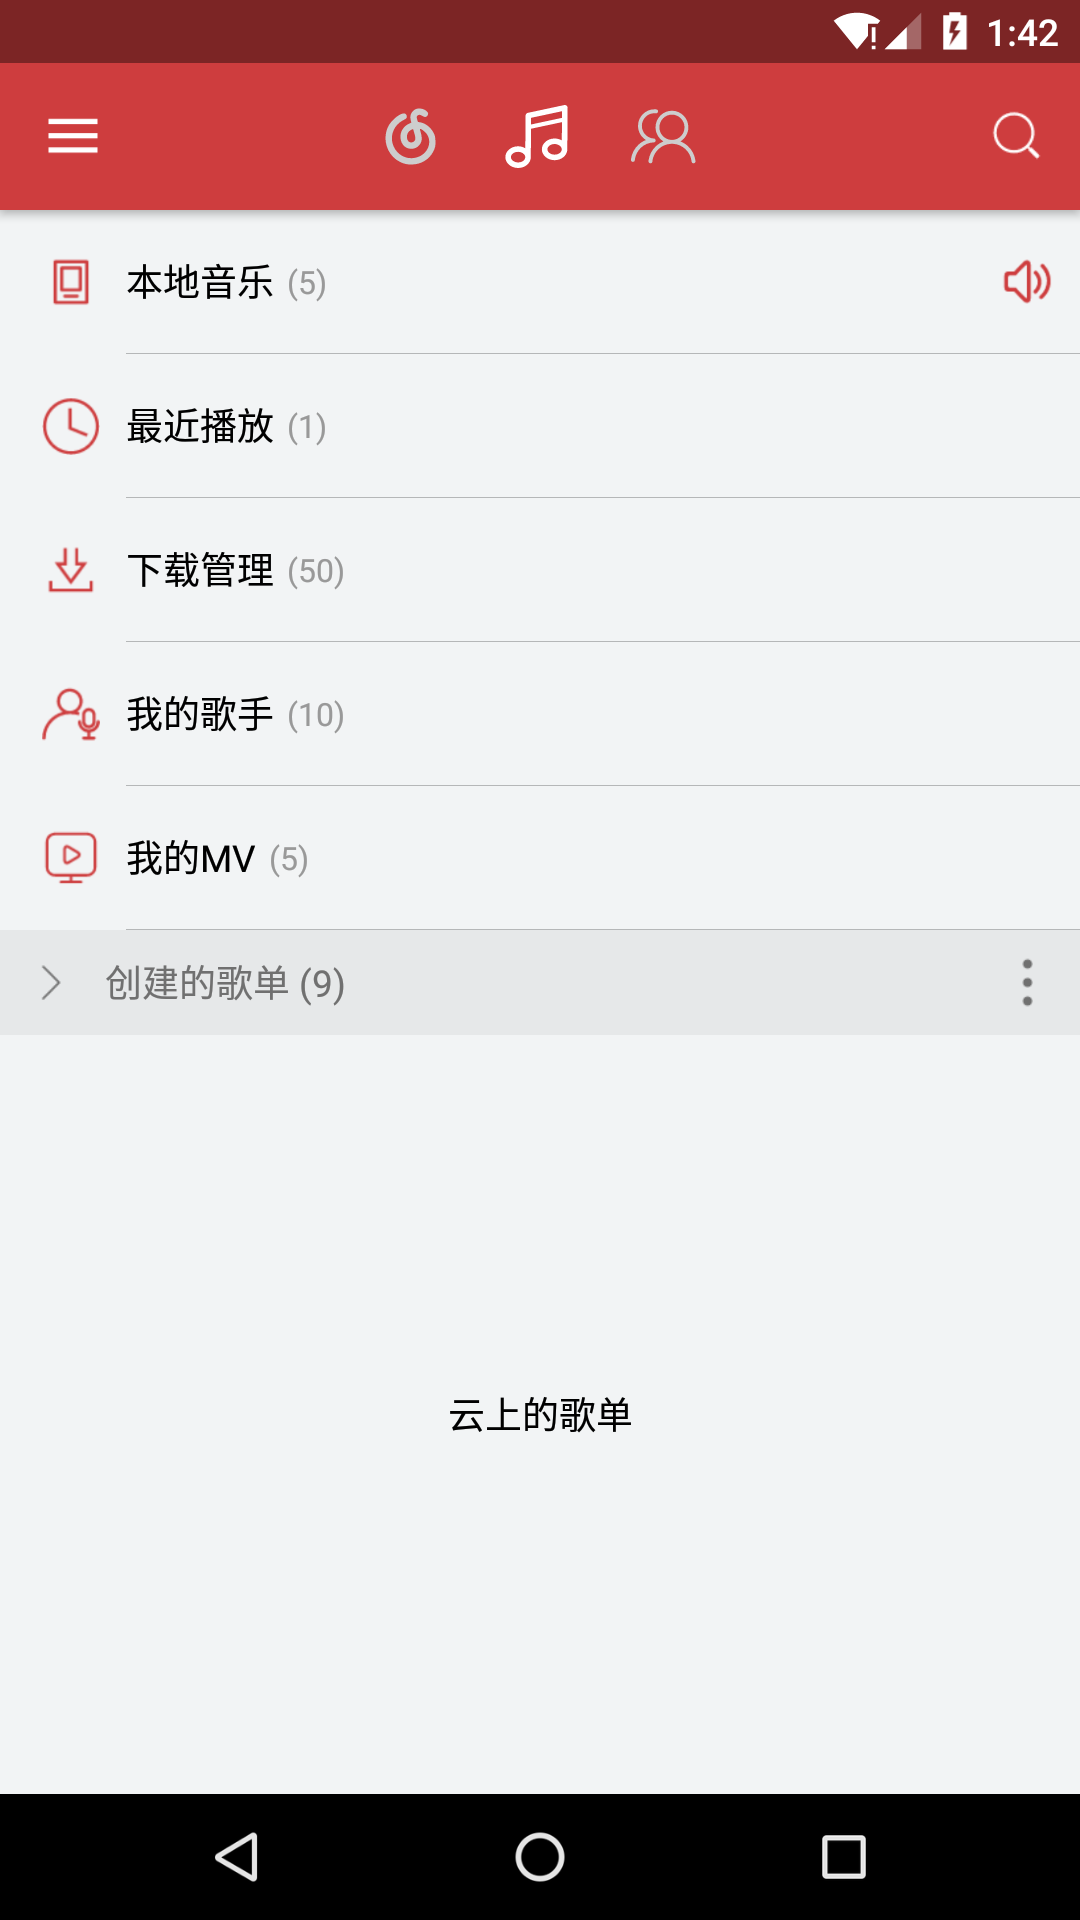 1:42
本地音乐 (5)
最近播放 (1)
下载管理 (50)
我的歌手 (10)
我的MV (5)
创建的歌单 (9)
云上的歌单